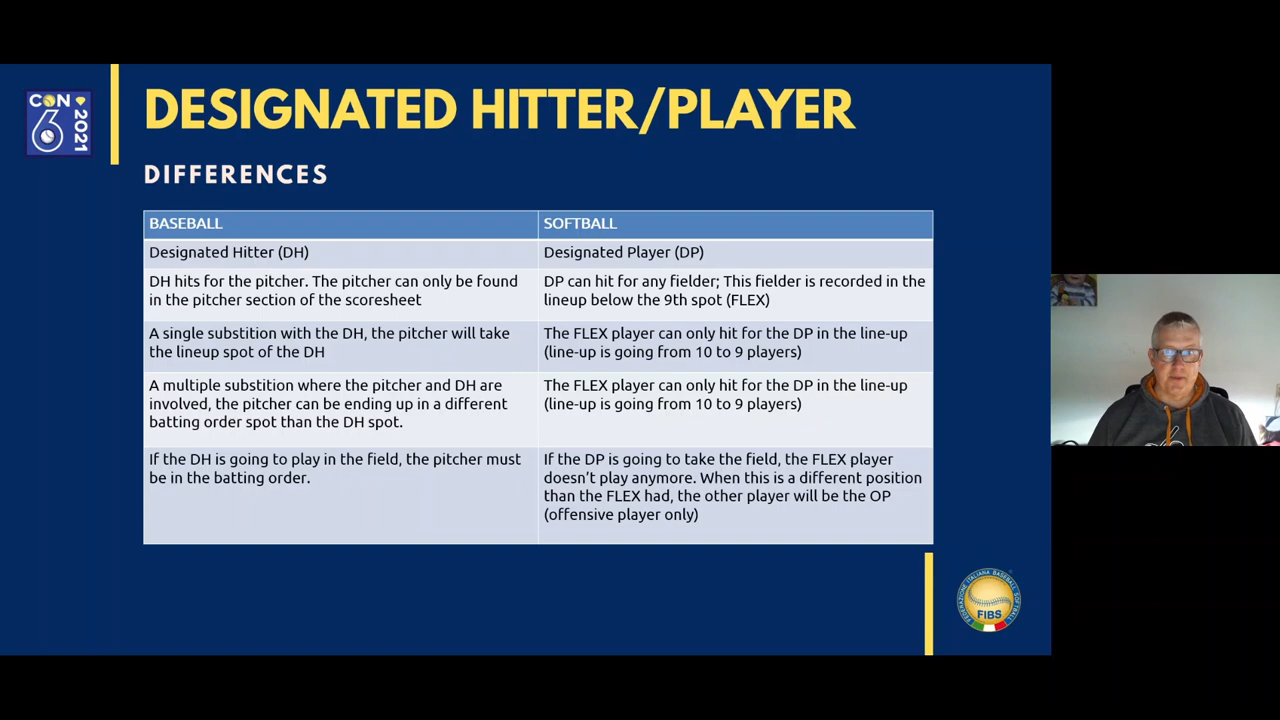 CON
6
2021
DESIGNATED HITTER/PLAYER
DIFFERENCES
BASEBALL
SOFTBALL
Designated Hitter (DH)
Designated Player (DP)
DH hits for the pitcher. The pitcher can only be found
in the pitcher section of the scoresheet
DP can hit for any fielder; This fielder is recorded in the
lineup below the 9th spot (FLEX)
A single substition with the DH, the pitcher will take
the lineup spot of the DH
The FLEX player can only hit for the DP in the line-up
(line-up is going from 10 to 9 players)
A multiple substition where the pitcher and DH are
involved, the pitcher can be ending up in a different
batting order spot than the DH spot.
The FLEX player can only hit for the DP in the line-up
(line-up is going from 10 to 9 players)
If the DH is going to play in the field, the pitcher must
be in the batting order.
If the DP is going to take the field, the FLEX player
doesn't play anymore. When this is a different position
than the FLEX had, the other player will be the OP
(offensive player only)
FEDERAZIONE ITALIANA BASEBALL SOFTBALL
FIBS